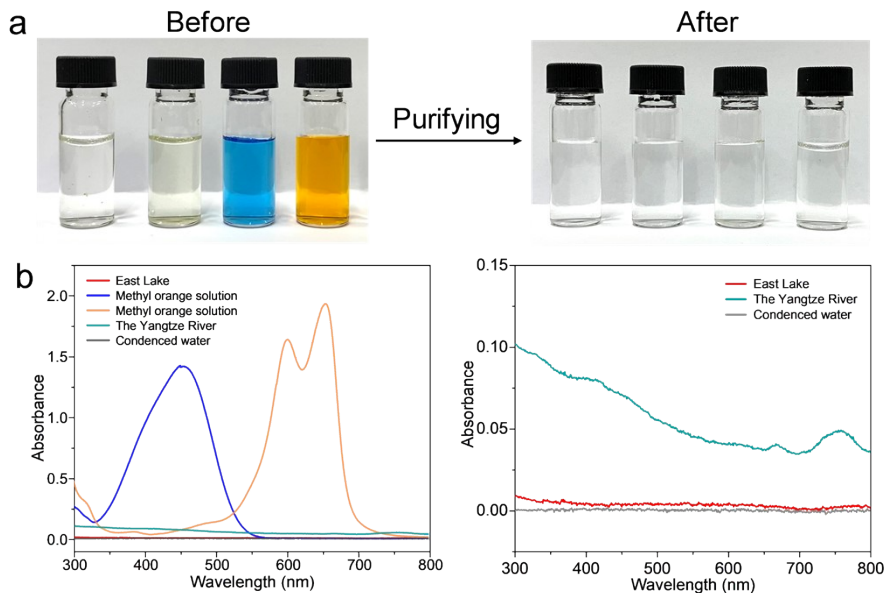 a
Before
After
Purifying
b
East Lake
Methyl orange solution
Methyl orange solution
The Yangtze River
Condenced water
2.0
1.5
1.0
0.5
0.0
Absorbance
300 400 500 600 700 800
Wavelength (nm)
East Lake
The Yangtze River
Condenced water
0.15
0.10
0.05
0.00
Absorbance
300 400 500 600 700 800
Wavelength (nm)